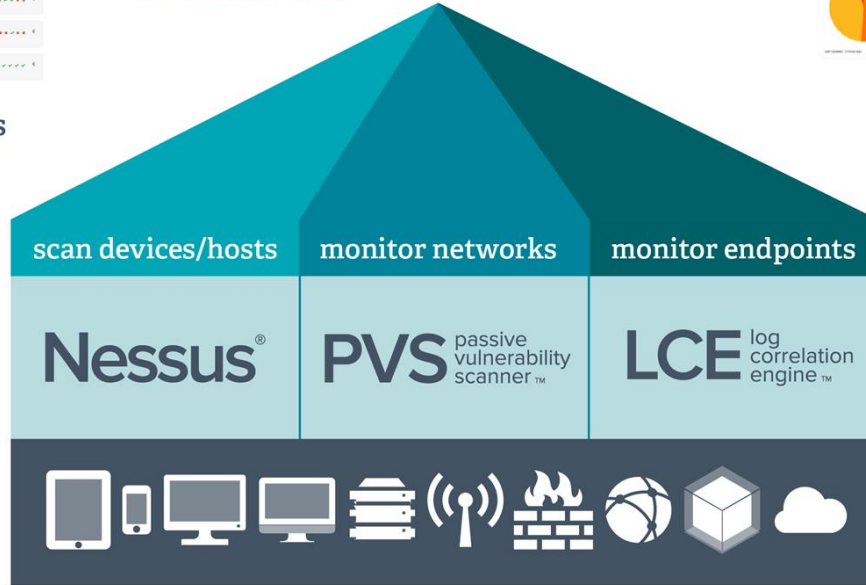 s
scan devices/hosts
monitor networks
monitor endpoints
Nessus®
PVS passive
vulnerability
scanner™
LCE log
correlation
engine™